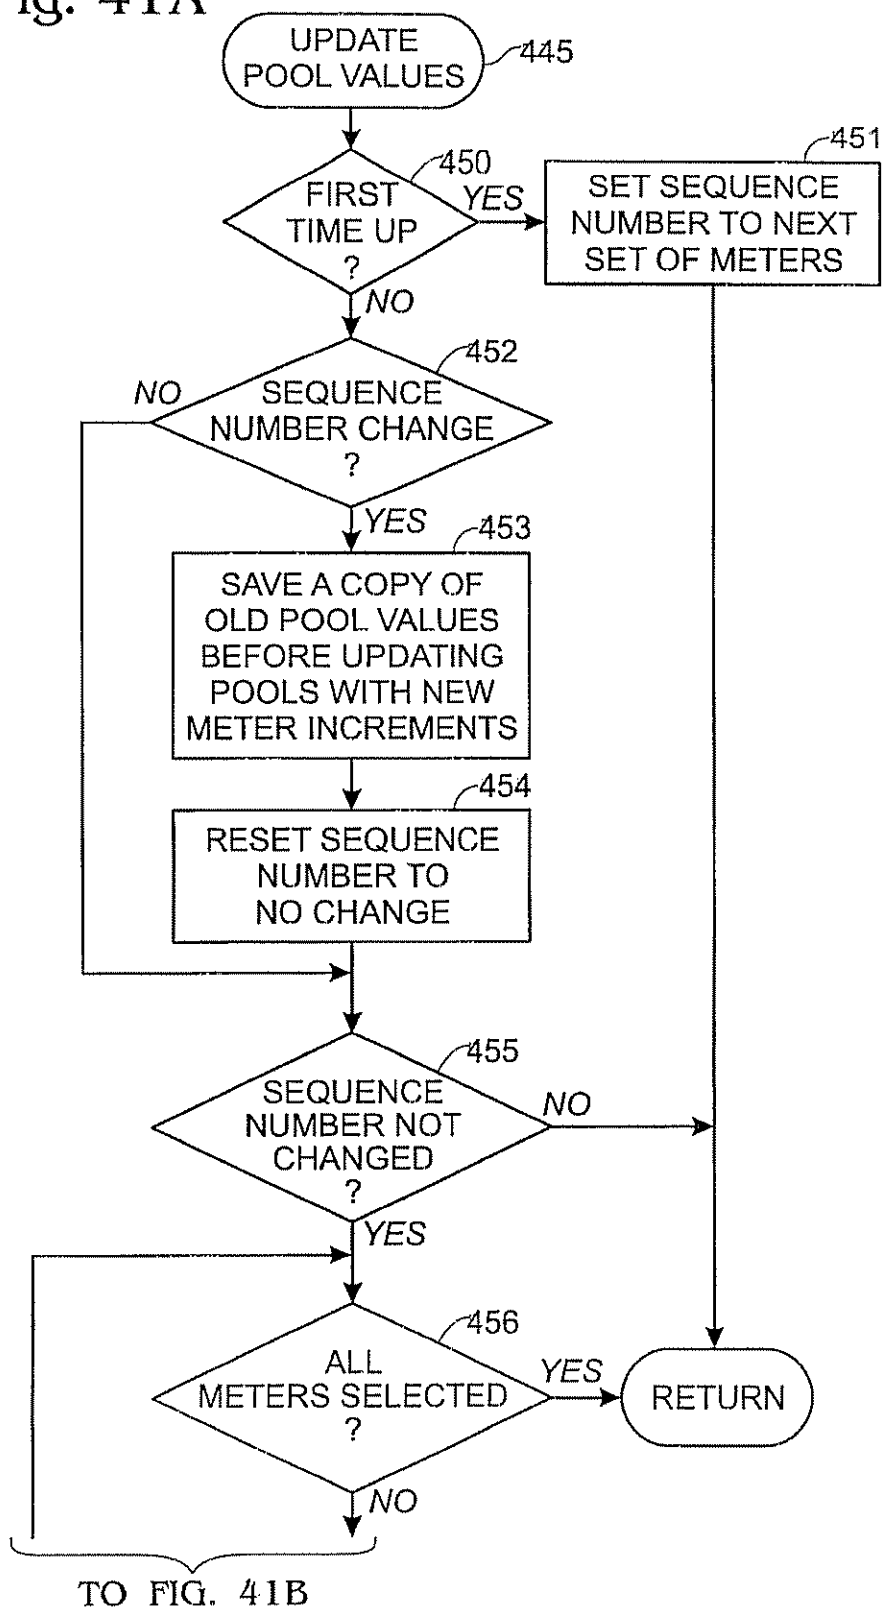 ig. 41A
UPDATE
POOL VALUES
445
450
FIRST
TIME UP
?
YES
451
SET SEQUENCE
NUMBER TO NEXT
SET OF METERS
NO
452
NO
SEQUENCE
NUMBER CHANGE
?
YES
453
SAVE A COPY OF
OLD POOL VALUES
BEFORE UPDATING
POOLS WITH NEW
METER INCREMENTS
454
RESET SEQUENCE
NUMBER TO
NO CHANGE
455
SEQUENCE
NUMBER NOT
CHANGED
?
NO
YES
456
ALL
METERS SELECTED
?
YES
RETURN
NO
TO FIG. 41B